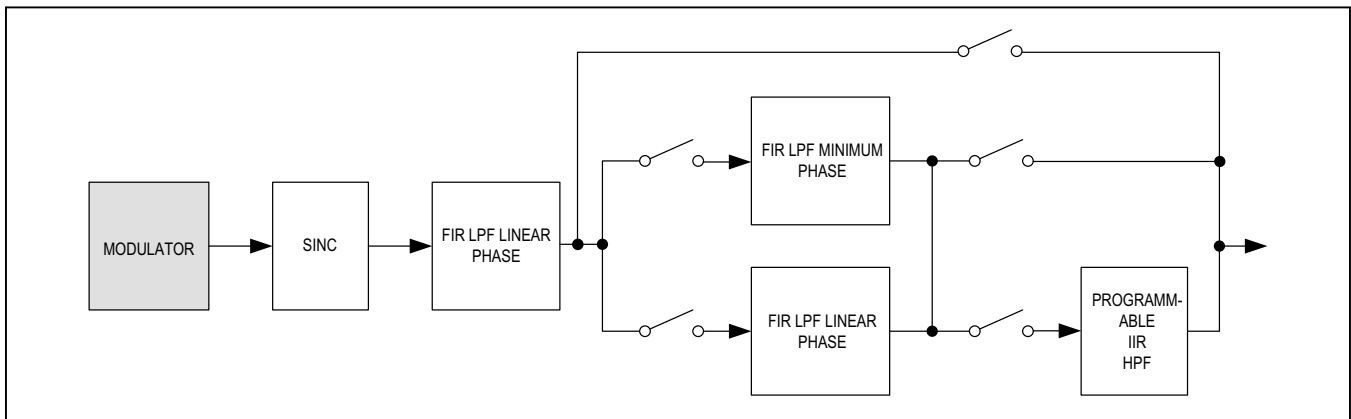 MODULATOR
SINC
FIR LPF LINEAR
PHASE
FIR LPF MINIMUM
PHASE
FIR LPF LINEAR
PHASE
PROGRAMM-
ABLE
IIR
HPF